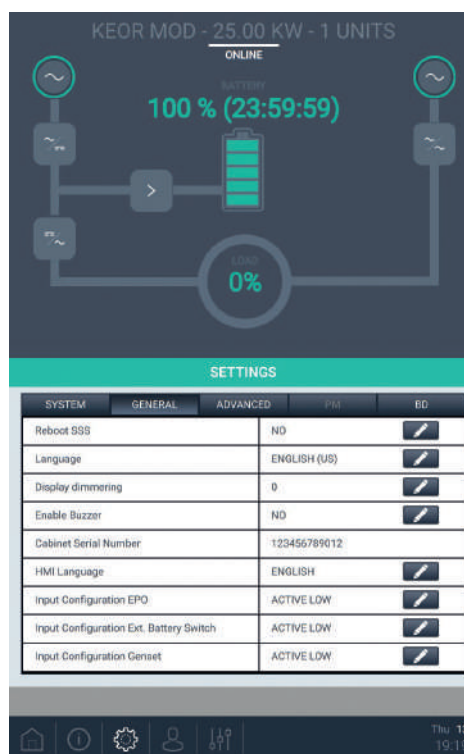 KEOR MOD - 25.00 KW - 1 UNITS
ONLINE
BATTERY
100 % (23:59:59)
LOAD
0%
SETTINGS
SYSTEM GENERAL ADVANCED PM BD
Reboot SSS NO
Language ENGLISH (US)
Display dimmering 0
Enable Buzzer NO
Cabinet Serial Number 123456789012
HMI Language ENGLISH
Input Configuration EPO ACTIVE LOW
Input Configuration Ext. Battery Switch ACTIVE LOW
Input Configuration Genset ACTIVE LOW
Thu